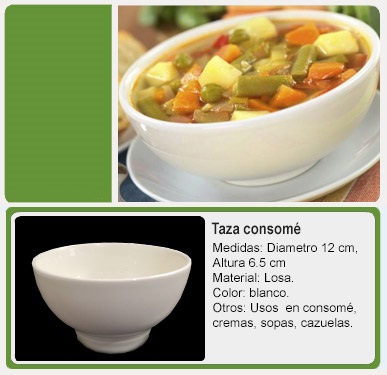 Taza consomé
Medidas: Diametro 12 cm,
Altura 6.5 cm
Material: Losa.
Color: blanco.
Otros: Usos en consomé,
cremas, sopas, cazuelas.